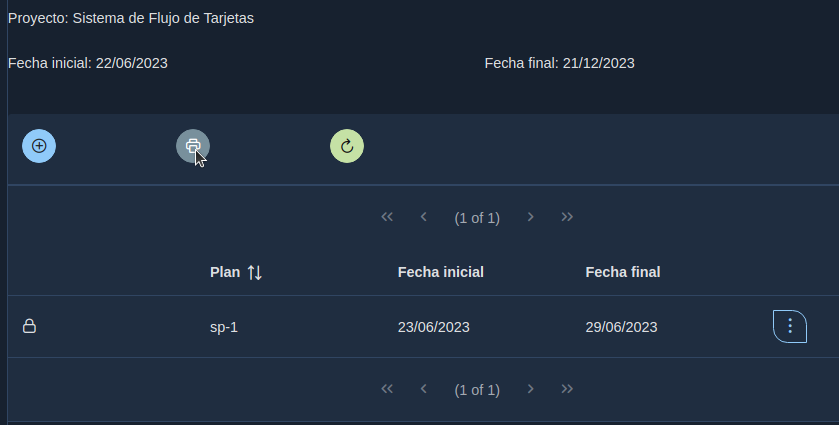 Proyecto: Sistema de Flujo de Tarjetas
Fecha inicial: 22/06/2023 Fecha final: 21/12/2023
(1 of 1)
Plan Fecha inicial Fecha final
sp-1 23/06/2023 29/06/2023
(1 of 1)